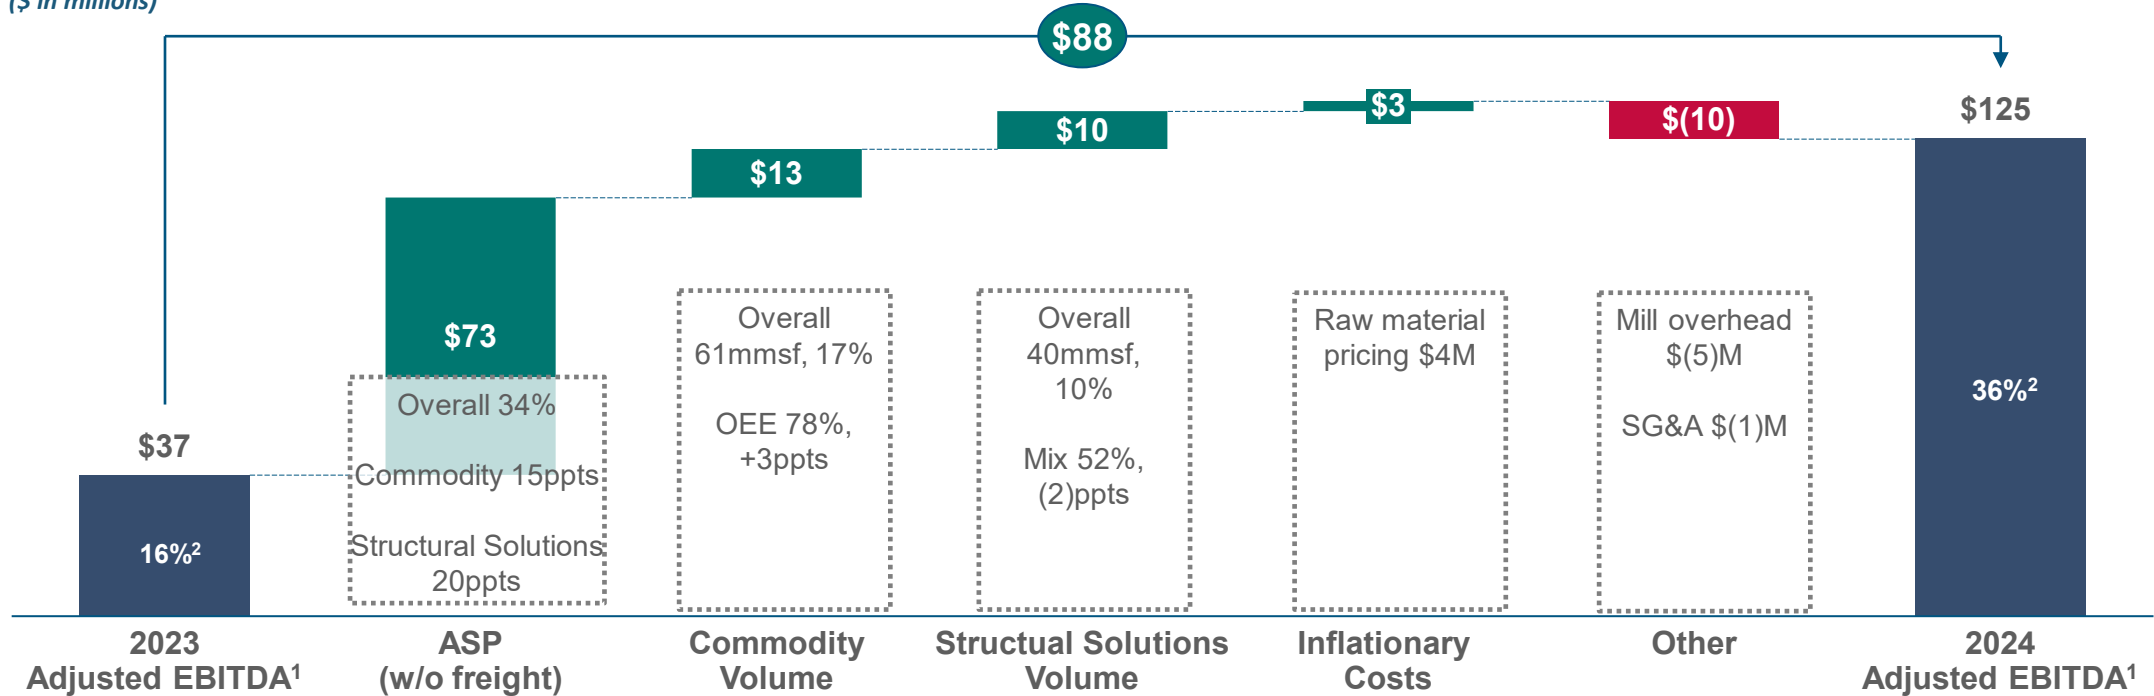 ($ in millions)
$88
$37
16%²
$73
Overall 34%
Commodity 15ppts
Structural Solutions
20ppts
$13
Overall
61mmsf, 17%
OEE 78%,
+3ppts
$10
Overall
40mmsf,
10%
Mix 52%,
(2)ppts
$3
Raw material
pricing $4M
$(10)
Mill overhead
$(5)M
SG&A $(1)M
$125
36%²
2023
Adjusted EBITDA¹
ASP
(w/o freight)
Commodity
Volume
Structual Solutions
Volume
Inflationary
Costs
Other
2024
Adjusted EBITDA¹